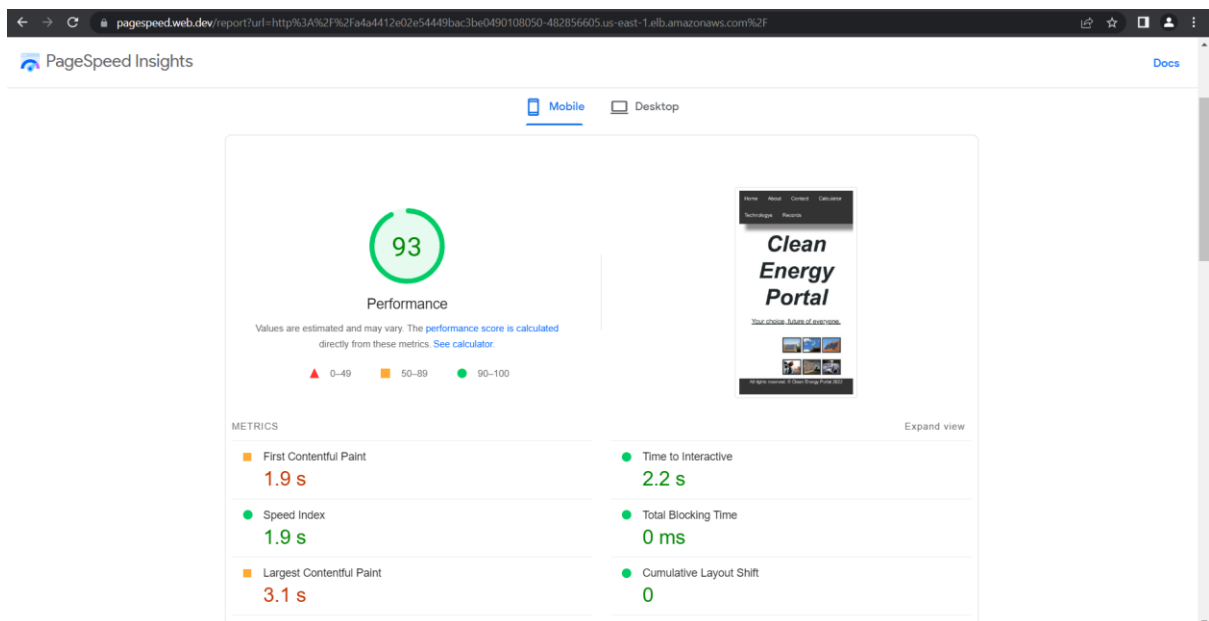 pagespeed.web.dev/report?url=http%3A%2F%2Fa4a4412e02e54449bac3be0490108050-482856605.us-east-1.elb.amazonaws.com%2F
PageSpeed Insights
Docs
Mobile
Desktop
93
Performance
Values are estimated and may vary. The performance score is calculated
directly from these metrics. See calculator.
0–49
50–89
90–100
Home About Contact Calculator
Technologys Records
Clean
Energy
Portal
Your choice, future of everyone.
All rights reserved. © Clean Energy Portal 2022
METRICS
Expand view
First Contentful Paint
1.9 s
Time to Interactive
2.2 s
Speed Index
1.9 s
Total Blocking Time
0 ms
Largest Contentful Paint
3.1 s
Cumulative Layout Shift
0